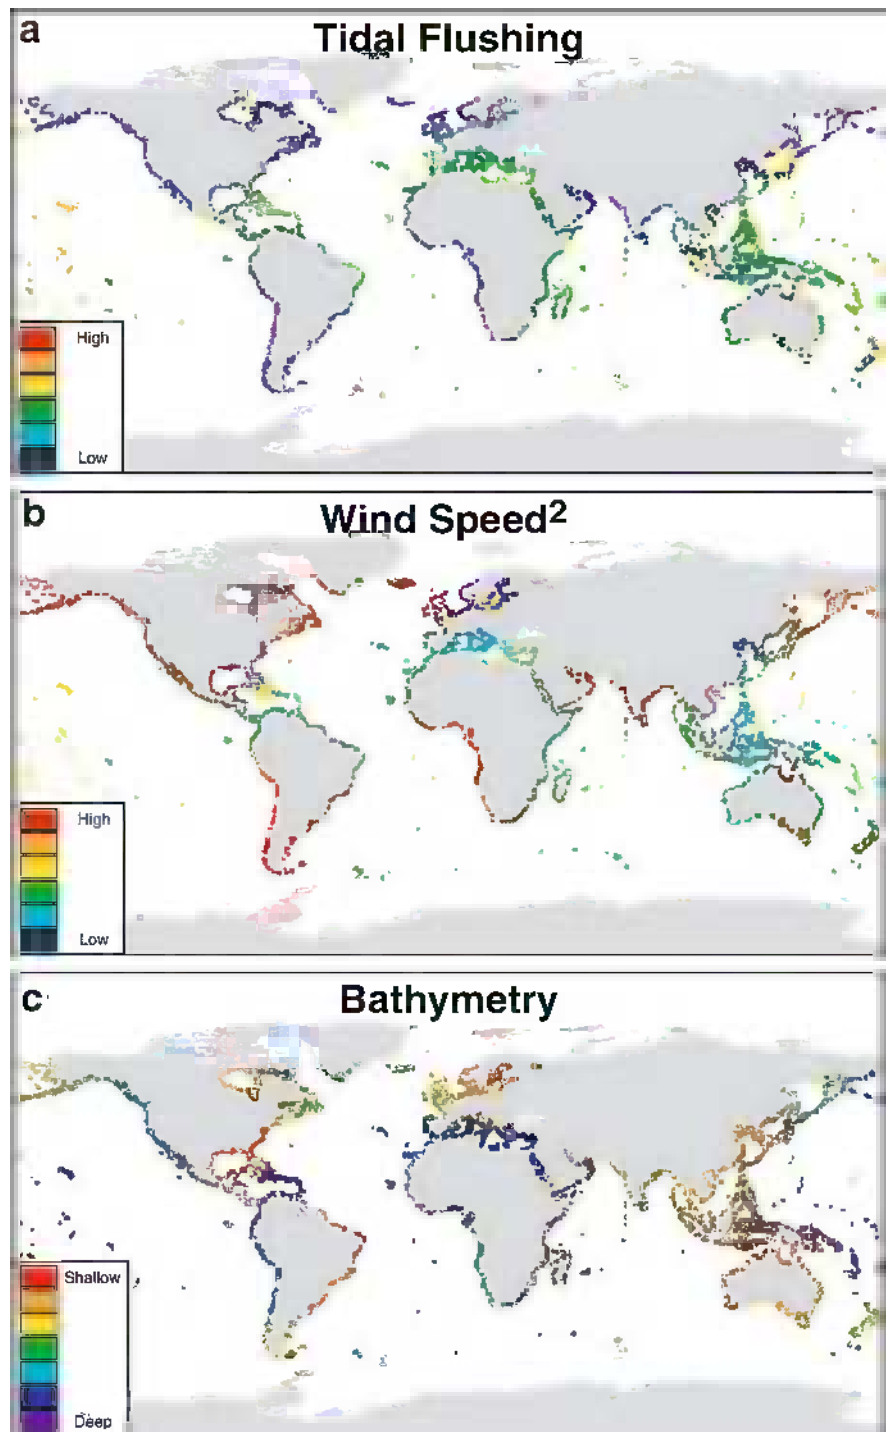 a
Tidal Flushing
High
Low
b
Wind Speed²
High
Low
c
Bathymetry
Shallow
Deep